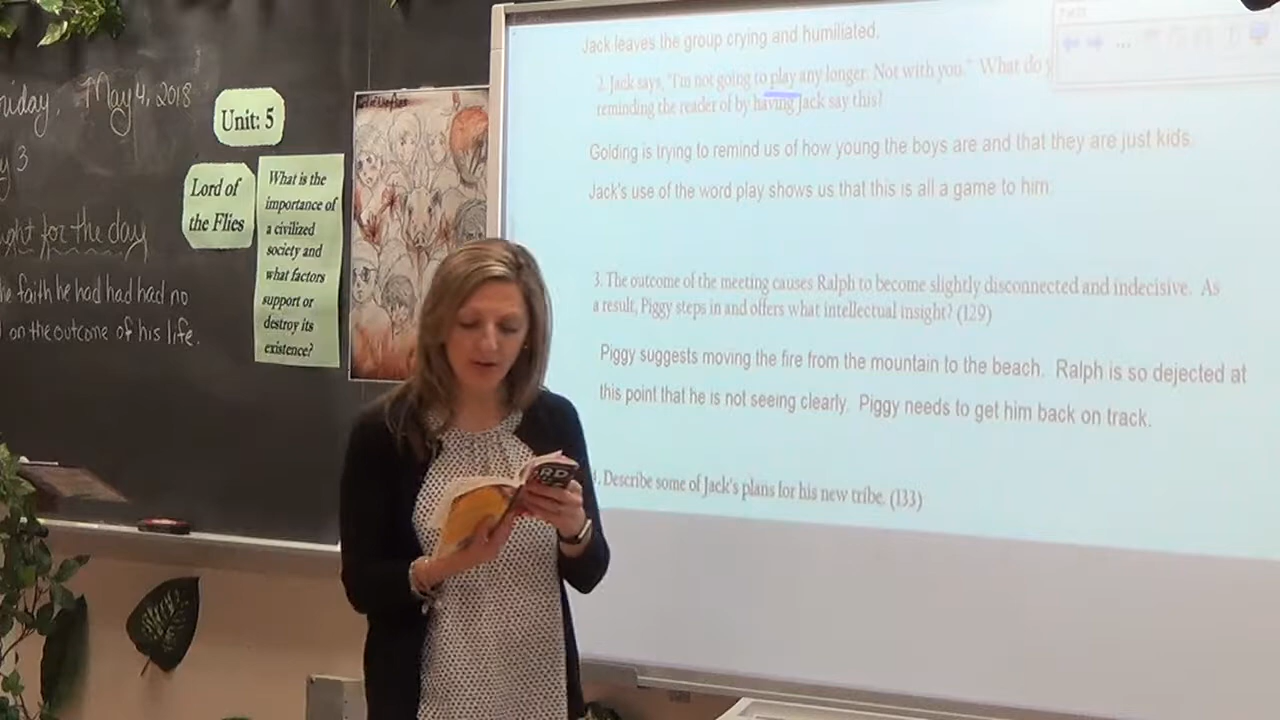 riday, May 4, 2018
y 3
ght for the day
he faith he had had had no
on the outcome of his life.
Unit: 5
Lord of
the Flies
What is the
importance of
a civilized
society and
what factors
support or
destroy its
existence?
Jack leaves the group crying and humiliated.
2. Jack says, "I'm not going to play any longer. Not with you." What do y
reminding the reader of by having Jack say this?
Golding is trying to remind us of how young the boys are and that they are just kids.
Jack's use of the word play shows us that this is all a game to him.
3. The outcome of the meeting causes Ralph to become slightly disconnected and indecisive. As
a result, Piggy steps in and offers what intellectual insight? (129)
Piggy suggests moving the fire from the mountain to the beach. Ralph is so dejected at
this point that he is not seeing clearly. Piggy needs to get him back on track.
4. Describe some of Jack's plans for his new tribe. (133)
RD